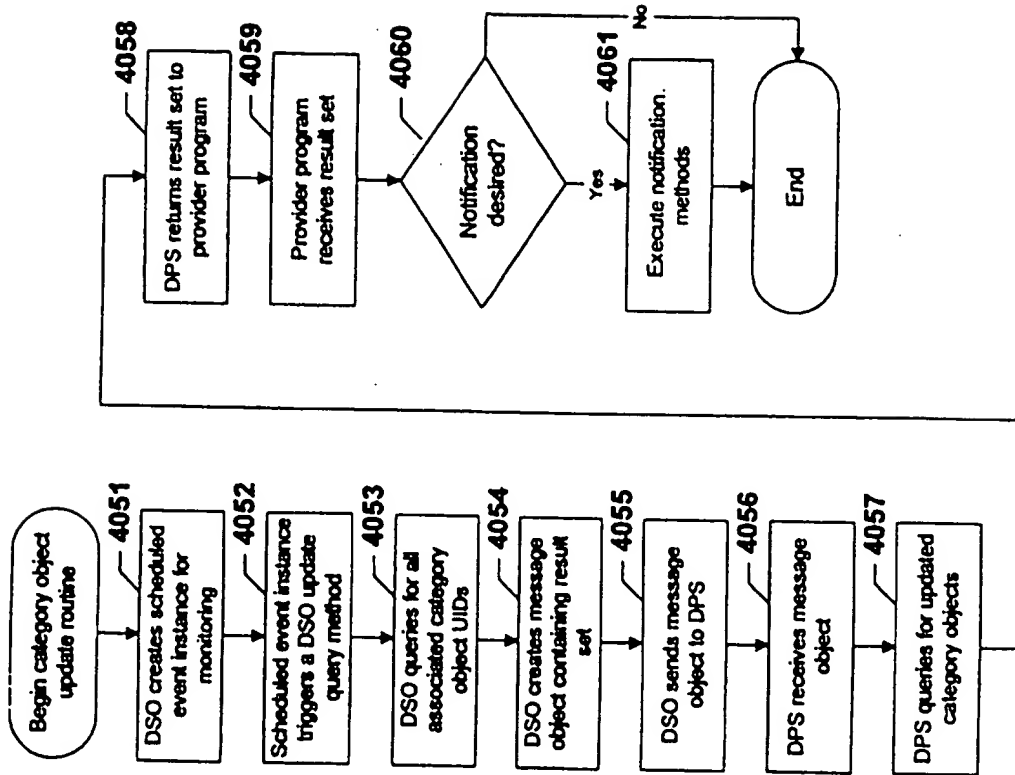 Begin category object
update routine
4051
DSO creates scheduled
event instance for
monitoring
4052
Scheduled event instance
triggers a DSO update
query method
4053
DSO queries for all
associated category
object UIDs
4054
DSO creates message
object containing result
set
4055
DSO sends message
object to DPS
4056
DPS receives message
object
4057
DPS queries for updated
category objects
4058
DPS returns result set to
provider program
4059
Provider program
receives result set
4060
Notification
desired?
No
Yes
4061
Execute notification.
methods
End